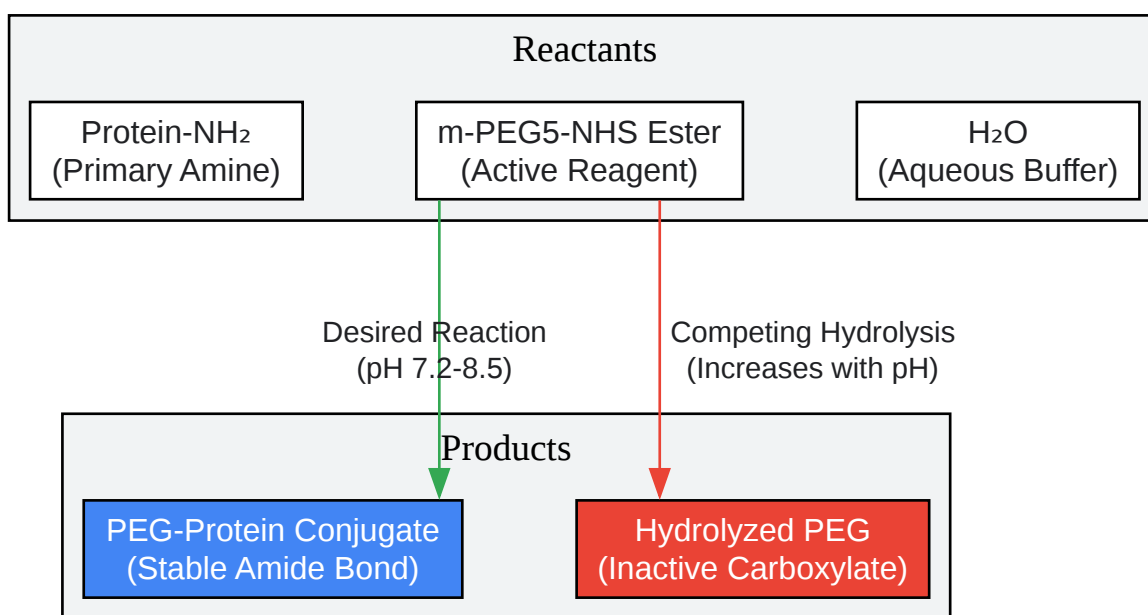 Reactants
Protein-NH₂
(Primary Amine)
m-PEG5-NHS Ester
(Active Reagent)
H₂O
(Aqueous Buffer)
Desired Reaction
(pH 7.2-8.5)
Competing Hydrolysis
(Increases with pH)
Products
PEG-Protein Conjugate
(Stable Amide Bond)
Hydrolyzed PEG
(Inactive Carboxylate)